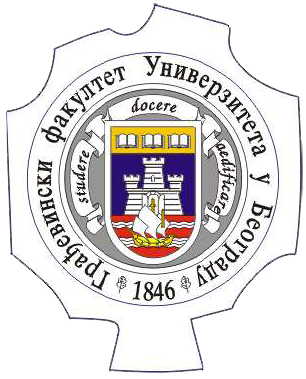 Грађевински факултет Универзитета у Београду
studere
docere
aedificare
1846